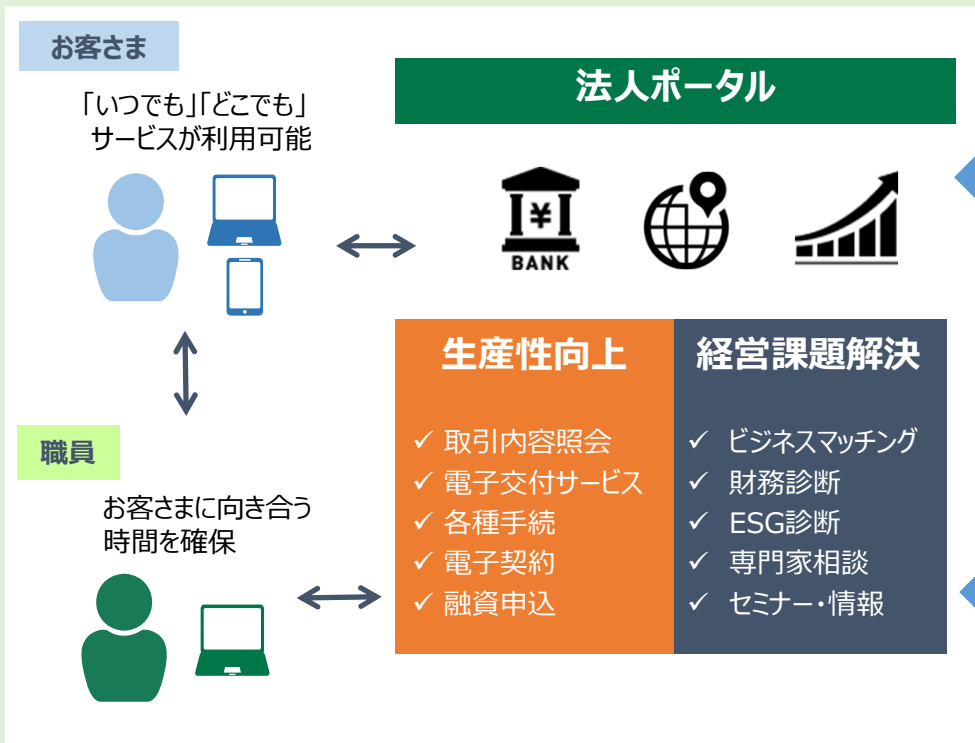 お客さま
「いつでも」「どこでも」
サービスが利用可能
法人ポータル
¥
BANK
生産性向上
✓ 取引内容照会
✓ 電子交付サービス
✓ 各種手続
✓ 電子契約
✓ 融資申込
経営課題解決
✓ ビジネスマッチング
✓ 財務診断
✓ ESG診断
✓ 専門家相談
✓ セミナー・情報
職員
お客さまに向き合う
時間を確保